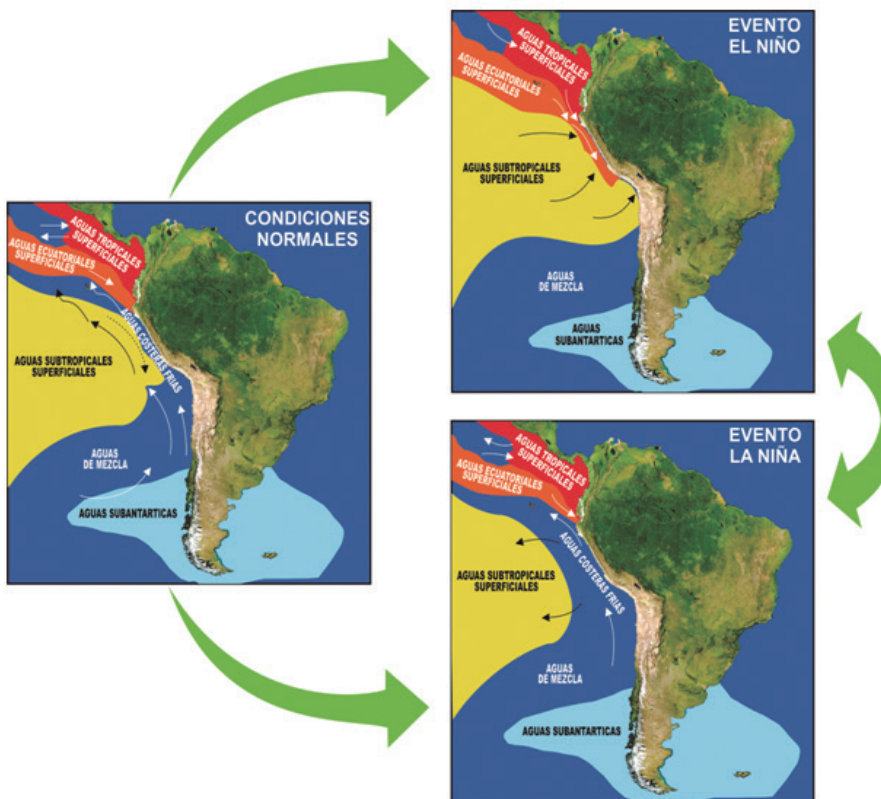 CONDICIONES
NORMALES
AGUAS TROPICALES
SUPERFICIALES
AGUAS ECUATORIALES
SUPERFICIALES
AGUAS COSTERAS FRIAS
AGUAS SUBTROPICALES
SUPERFICIALES
AGUAS
DE MEZCLA
AGUAS SUBANTARTICAS
EVENTO
EL NIÑO
AGUAS TROPICALES
SUPERFICIALES
AGUAS ECUATORIALES
SUPERFICIALES
AGUAS SUBTROPICALES
SUPERFICIALES
AGUAS
DE MEZCLA
AGUAS
SUBANTARTICAS
EVENTO
LA NIÑA
AGUAS TROPICALES
SUPERFICIALES
AGUAS ECUATORIALES
SUPERFICIALES
AGUAS COSTERAS FRIAS
AGUAS SUBTROPICALES
SUPERFICIALES
AGUAS
DE MEZCLA
AGUAS SUBANTARTICAS